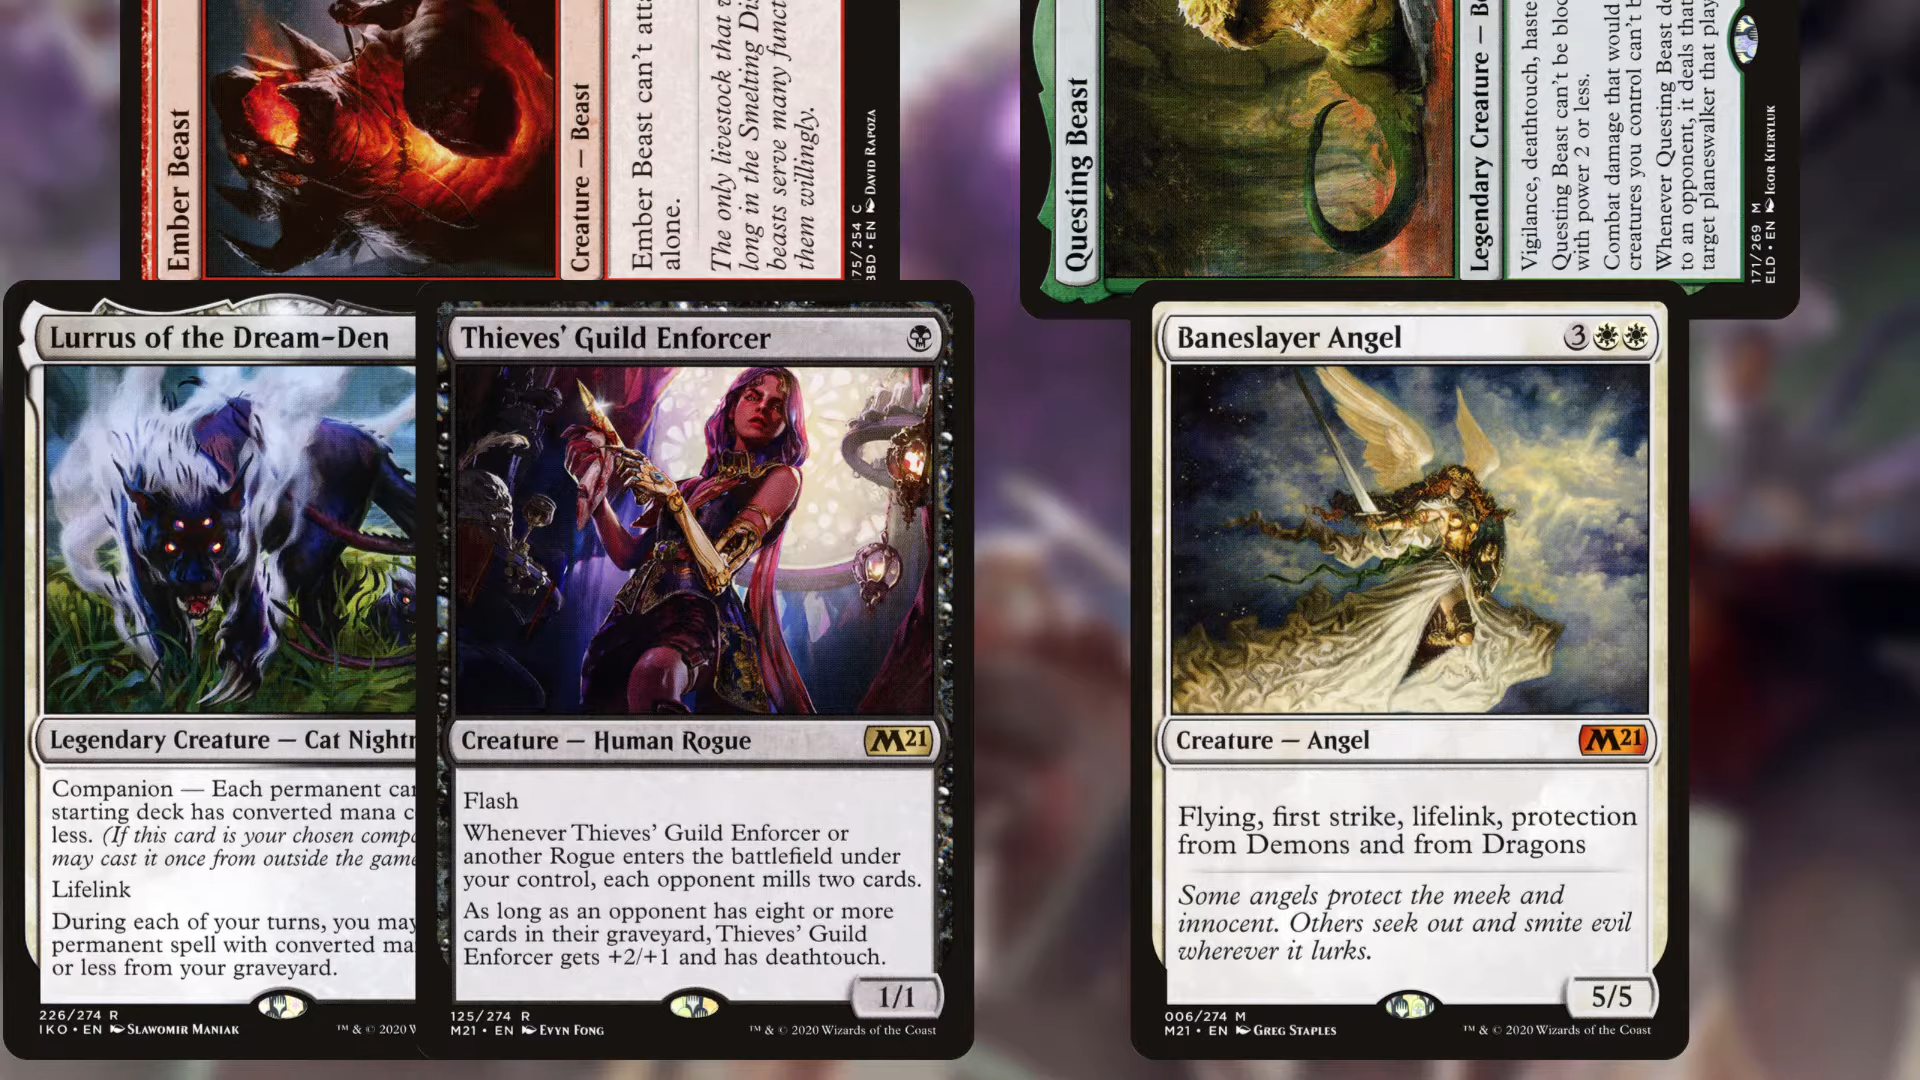 Ember Beast
Creature — Beast
Ember Beast can't
alone.
The only livestock that
long in the Smelting
beasts serve many
them willingly.
75/254 C
BBD • EN DAVID RAPOZA
Questing Beast
Legendary Creature —
Vigilance, deathtouch, haste
Questing Beast can't be
with power 2 or less.
Combat damage that would
creatures you control can't
Whenever Questing Beast
to an opponent, it deals that
target planeswalker that
171/269 M
ELD • EN IGOR KIERYLUK
Lurrus of the Dream-Den
Legendary Creature — Cat
Companion — Each permanent
starting deck has converted mana
less. (If this card is your chosen
may cast it once from outside the game
Lifelink
During each of your turns, you may
permanent spell with converted
or less from your graveyard.
226/274 R
IKO • EN SLAWOMIR MANIAK
™ & © 2020
Thieves' Guild Enforcer
Creature — Human Rogue
M21
Flash
Whenever Thieves' Guild Enforcer or
another Rogue enters the battlefield under
your control, each opponent mills two cards.
As long as an opponent has eight or more
cards in their graveyard, Thieves' Guild
Enforcer gets +2/+1 and has deathtouch.
1/1
125/274 R
M21 • EN EVYN FONG
™ & © 2020 Wizards of the Coast
Baneslayer Angel
3
Creature — Angel
M21
Flying, first strike, lifelink, protection
from Demons and from Dragons
Some angels protect the meek and
innocent. Others seek out and smite evil
wherever it lurks.
5/5
006/274 M
M21 • EN GREG STAPLES
™ & © 2020 Wizards of the Coast